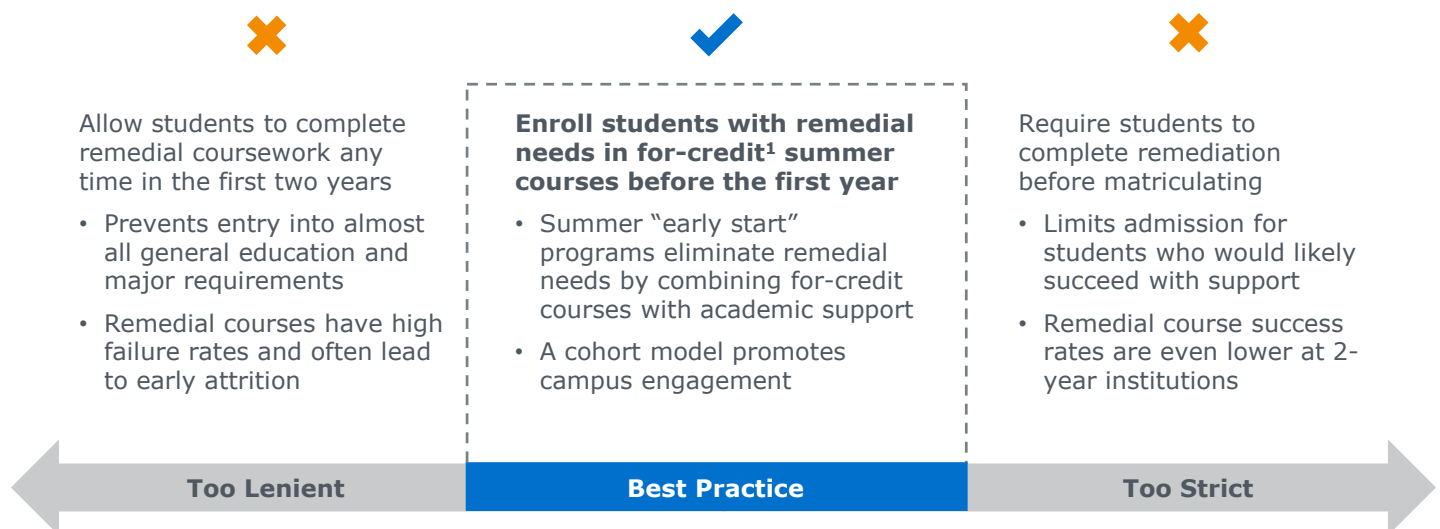 Allow students to complete
remedial coursework any
time in the first two years
• Prevents entry into almost
all general education and
major requirements
• Remedial courses have high
failure rates and often lead
to early attrition
Enroll students with remedial
needs in for-credit¹ summer
courses before the first year
• Summer “early start”
programs eliminate remedial
needs by combining for-credit
courses with academic support
• A cohort model promotes
campus engagement
Require students to
complete remediation
before matriculating
• Limits admission for
students who would likely
succeed with support
• Remedial course success
rates are even lower at 2-
year institutions
Too Lenient
Best Practice
Too Strict